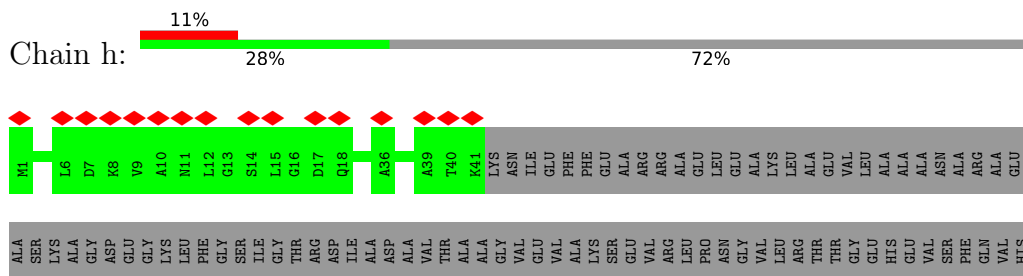 11%
Chain h:
28% 72%
M1 L6 D7 K8 V9 A10 N11 L12 G13 S14 L15 G16 D17 Q18 A36 A39 T40 K41 LYS ASN ILE GLU PHE PHE GLU ALA ARG ARG ALA GLU LEU GLU ALA LYS LEU ALA GLU VAL LEU ALA ALA ALA ASN ALA ARG ALA GLU
ALA SER LYS ALA GLY ASP GLU GLY LYS LEU PHE GLY SER ILE GLY THR ARG ASP ILE ALA ASP ALA VAL THR ALA ALA GLY VAL GLU VAL ALA LYS SER GLU VAL ARG LEU PRO ASN GLY VAL LEU ARG THR THR GLY GLU HIS GLU VAL SER PHE GLN VAL HIS